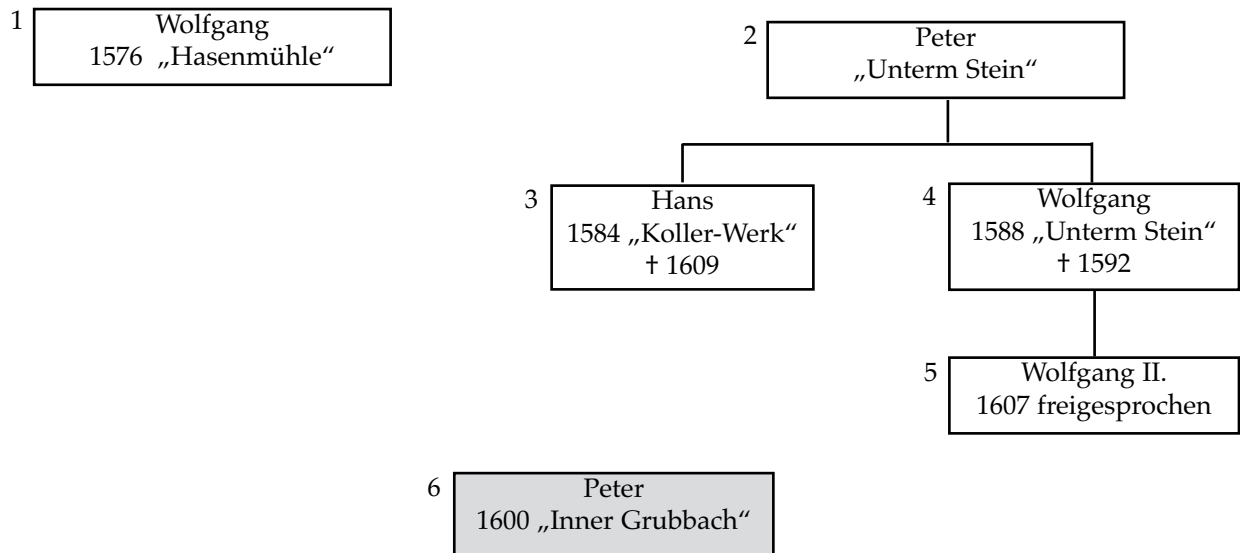 1
Wolfgang
1576 „Hasenmühle“
2
Peter
„Unterm Stein“
3
Hans
1584 „Koller-Werk“
† 1609
4
Wolfgang
1588 „Unterm Stein“
† 1592
5
Wolfgang II.
1607 freigesprochen
6
Peter
1600 „Inner Grubbach“